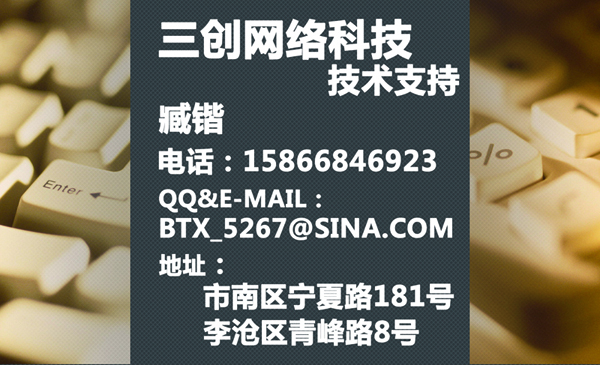 三创网络科技
技术支持
臧锴
电话：15866846923
QQ&E-MAIL：
BTX_5267@SINA.COM
地址：
市南区宁夏路181号
李沧区青峰路8号
Enter
%